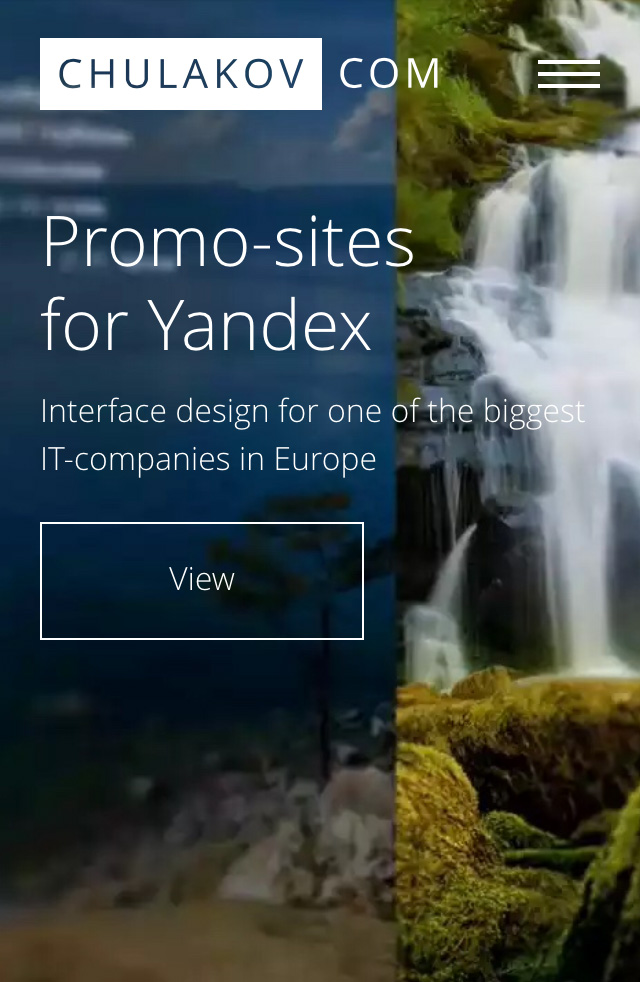 CHULAKOV COM
Promo-sites
for Yandex
Interface design for one of the biggest
IT-companies in Europe
View